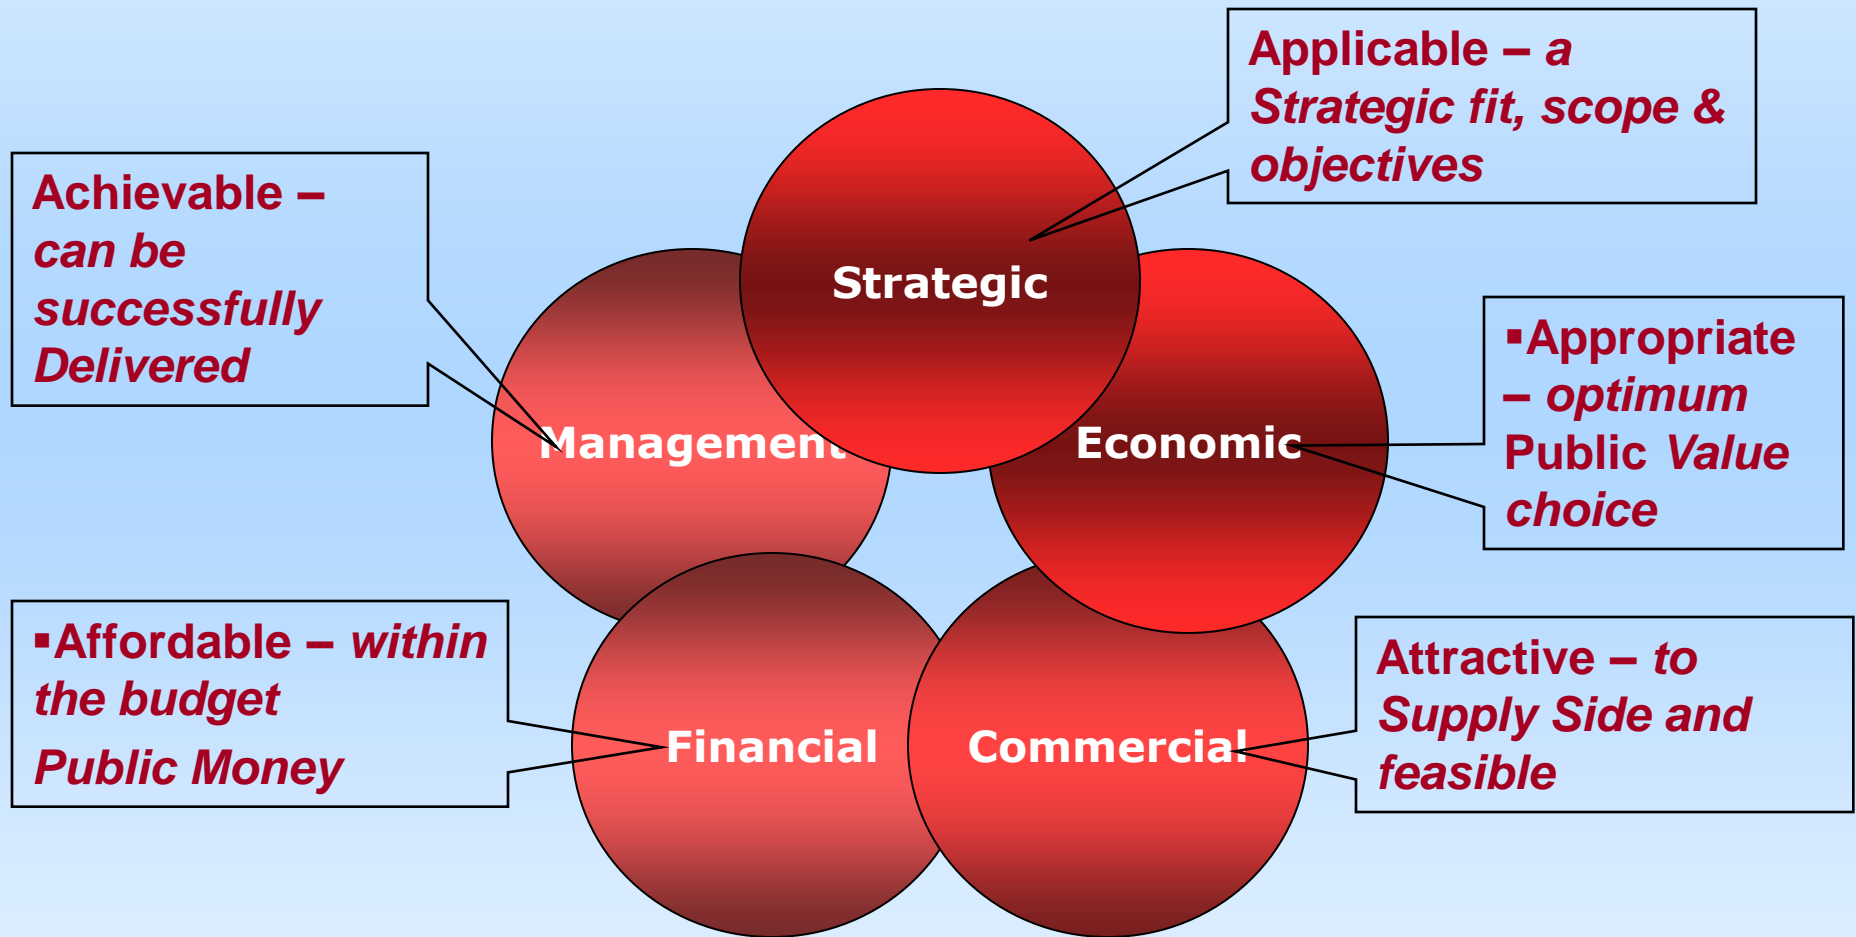 Applicable – a
Strategic fit, scope &
objectives
Achievable –
can be
successfully
Delivered
Strategic
▪Appropriate
– optimum
Public Value
choice
Management
Economic
▪Affordable – within
the budget
Public Money
Attractive – to
Supply Side and
feasible
Financial
Commercial